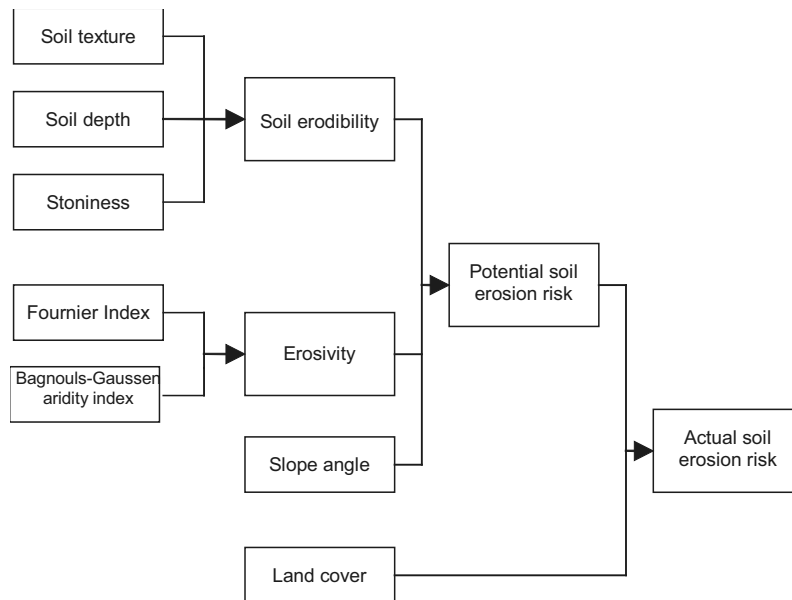 Soil texture
Soil depth
Soil erodibility
Stoiness
Potential soil
erosion risk
Fournier Index
Erosivity
Bagnouls-Gaussen
aridity index
Actual soil
erosion risk
Slope angle
Land cover